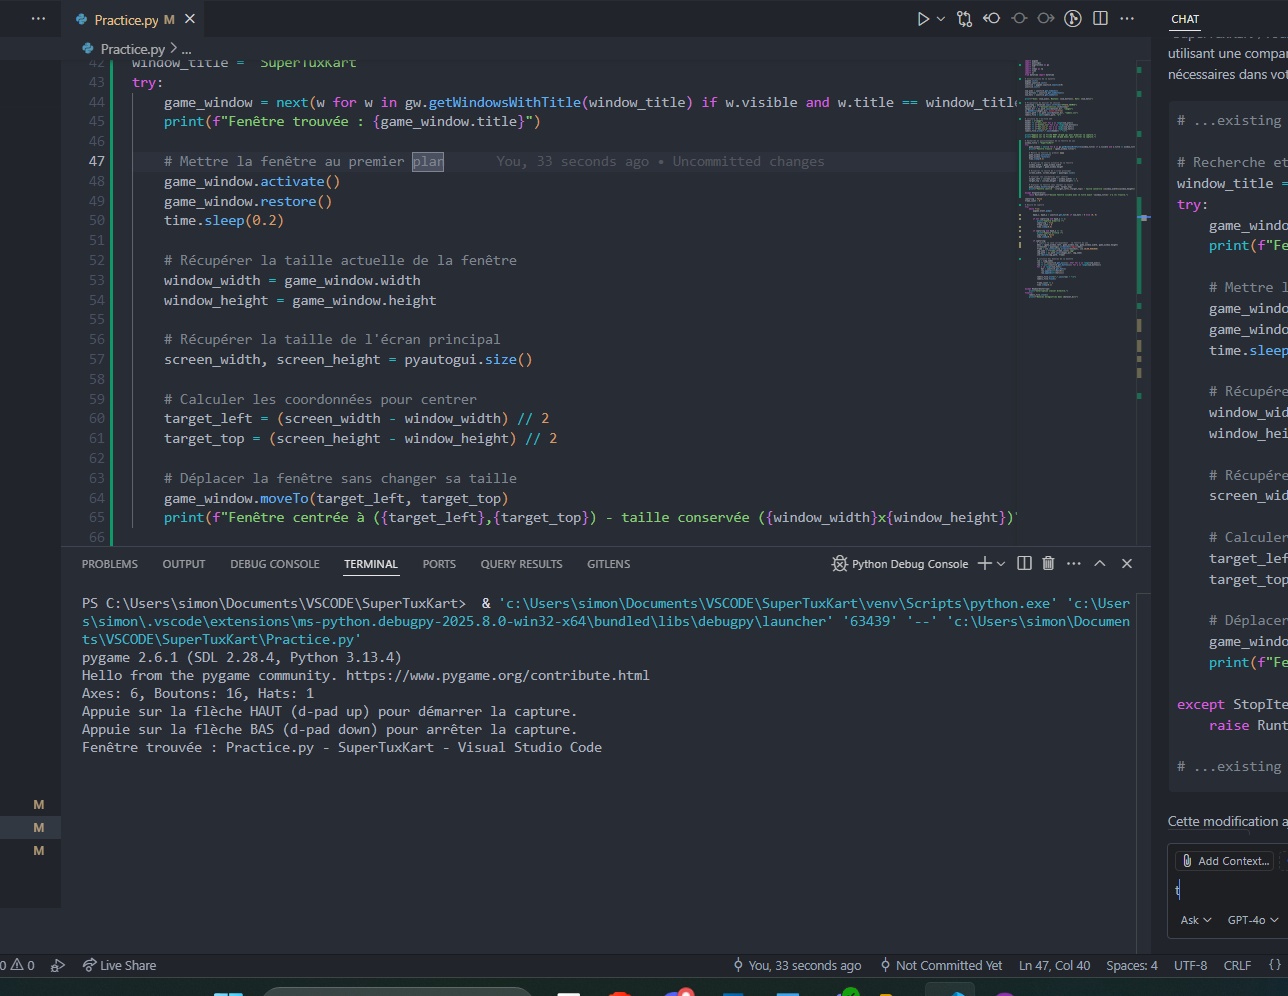 Practice.py M
CHAT
Practice.py > ...
42 window_title = "SuperTuxKart"
43 try:
44 game_window = next(w for w in gw.getWindowsWithTitle(window_title) if w.visible and w.title == window_titl
45 print(f"Fenêtre trouvée : {game_window.title}")
46
47 # Mettre la fenêtre au premier plan You, 33 seconds ago • Uncommitted changes
48 game_window.activate()
49 game_window.restore()
50 time.sleep(0.2)
51
52 # Récupérer la taille actuelle de la fenêtre
53 window_width = game_window.width
54 window_height = game_window.height
55
56 # Récupérer la taille de l'écran principal
57 screen_width, screen_height = pyautogui.size()
58
59 # Calculer les coordonnées pour centrer
60 target_left = (screen_width - window_width) // 2
61 target_top = (screen_height - window_height) // 2
62
63 # Déplacer la fenêtre sans changer sa taille
64 game_window.moveTo(target_left, target_top)
65 print(f"Fenêtre centrée à ({target_left},{target_top}) - taille conservée ({window_width}x{window_height})"
66
PROBLEMS OUTPUT DEBUG CONSOLE TERMINAL PORTS QUERY RESULTS GITLENS Python Debug Console
PS C:\Users\simon\Documents\VSCODE\SuperTuxKart> & 'c:\Users\simon\Documents\VSCODE\SuperTuxKart\venv\Scripts\python.exe' 'c:\User
s\simon\.vscode\extensions\ms-python.debugpy-2025.8.0-win32-x64\bundled\libs\debugpy\launcher' '63439' '--' 'c:\Users\simon\Documen
ts\VSCODE\SuperTuxKart\Practice.py'
pygame 2.6.1 (SDL 2.28.4, Python 3.13.4)
Hello from the pygame community. https://www.pygame.org/contribute.html
Axes: 6, Boutons: 16, Hats: 1
Appuie sur la flèche HAUT (d-pad up) pour démarrer la capture.
Appuie sur la flèche BAS (d-pad down) pour arrêter la capture.
Fenêtre trouvée : Practice.py - SuperTuxKart - Visual Studio Code
M
M
M
utilisant une compa
nécessaires dans vot
# ...existing
# Recherche et
window_title =
try:
game_windo
print(f"Fe
# Mettre l
game_windo
game_windo
time.sleep
# Récupére
window_wid
window_hei
# Récupére
screen_wid
# Calculer
target_lef
target_top
# Déplacer
game_windo
print(f"Fe
except StopIte
raise Runt
# ...existing
Cette modification a
Add Context...
t
Ask GPT-4o
0 0 Live Share You, 33 seconds ago Not Committed Yet Ln 47, Col 40 Spaces: 4 UTF-8 CRLF {}